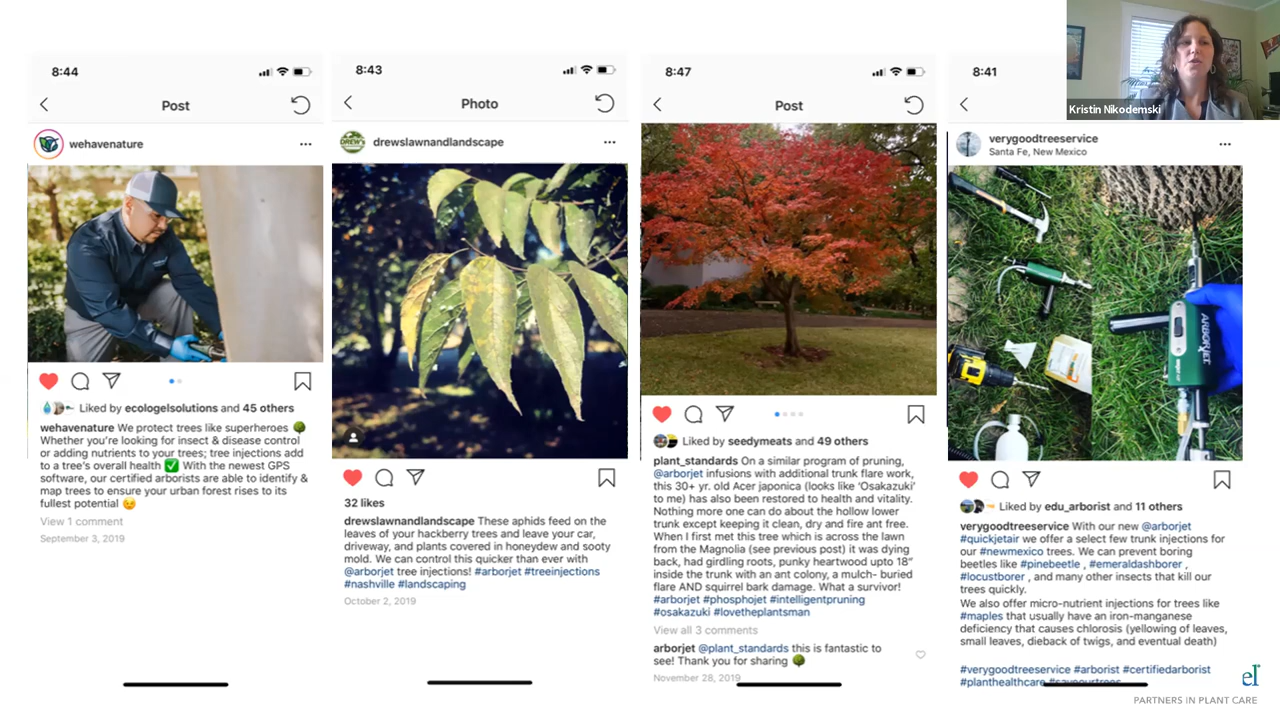 8:44
Post
wehavenature
Liked by ecologelsolutions and 45 others
wehavenature We protect trees like superheroes 🌳
Whether you're looking for insect & disease control
or adding nutrients to your trees; tree injections add
to a tree's overall health ✅ With the newest GPS
software, our certified arborists are able to identify &
map trees to ensure your urban forest rises to its
fullest potential 😉
View 1 comment
September 3, 2019
8:43
Photo
DREW'S
drewslawnandlandscape
32 likes
drewslawnandlandscape These aphids feed on the
leaves of your hackberry trees and leave your car,
driveway, and plants covered in honeydew and sooty
mold. We can control this quicker than ever with
@arborjet tree injections! #arborjet #treeinjections
#nashville #landscaping
October 2, 2019
8:47
Post
Liked by seedymeats and 49 others
plant_standards On a similar program of pruning,
@arborjet infusions with additional trunk flare work,
this 30+ yr. old Acer japonica (looks like 'Osakazuki'
to me) has also been restored to health and vitality.
Nothing more one can do about the hollow lower
trunk except keeping it clean, dry and fire ant free.
When I first met this tree which is across the lawn
from the Magnolia (see previous post) it was dying
back, had girdling roots, punky heartwood upto 18"
inside the trunk with an ant colony, a mulch- buried
flare AND squirrel bark damage. What a survivor!
#arborjet #phosphojet #intelligentpruning
#osakazuki #lovetheplantsman
View all 3 comments
arborjet @plant_standards this is fantastic to
see! Thank you for sharing 🌳
November 28, 2019
8:41
verygoodtreeservice
Santa Fe, New Mexico
ARBORJET
Liked by edu_arborist and 11 others
verygoodtreeservice With our new @arborjet
#quickjetair we offer a select few trunk injections for
our #newmexico trees. We can prevent boring
beetles like #pinebeetle , #emeraldashborer ,
#locustborer , and many other insects that kill our
trees quickly.
We also offer micro-nutrient injections for trees like
#maples that usually have an iron-manganese
deficiency that causes chlorosis (yellowing of leaves,
small leaves, dieback of twigs, and eventual death)
#verygoodtreeservice #arborist #certifiedarborist
#planthealthcare #saveourtrees
Kristin Nikodemski
PARTNERS IN PLANT CARE